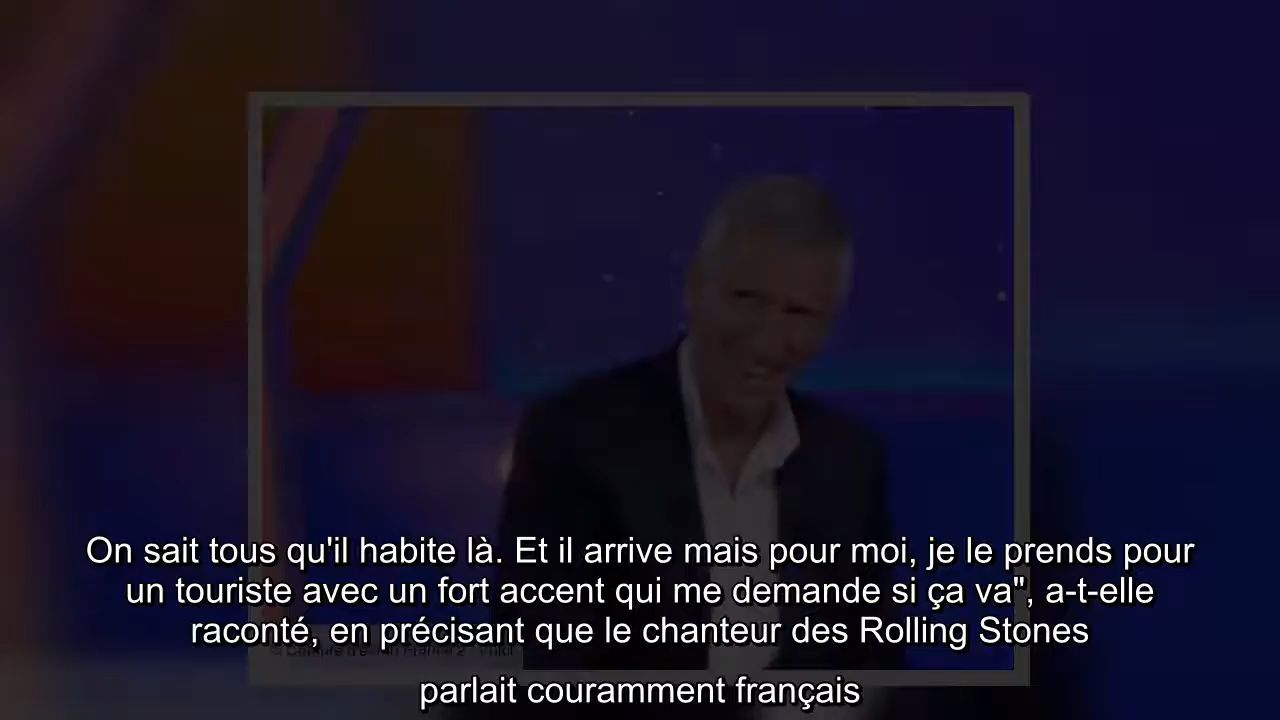 On sait tous qu'il habite là. Et il arrive mais pour moi, je le prends pour
un touriste avec un fort accent qui me demande si ça va", a-t-elle
raconté, en précisant que le chanteur des Rolling Stones
parlait couramment français